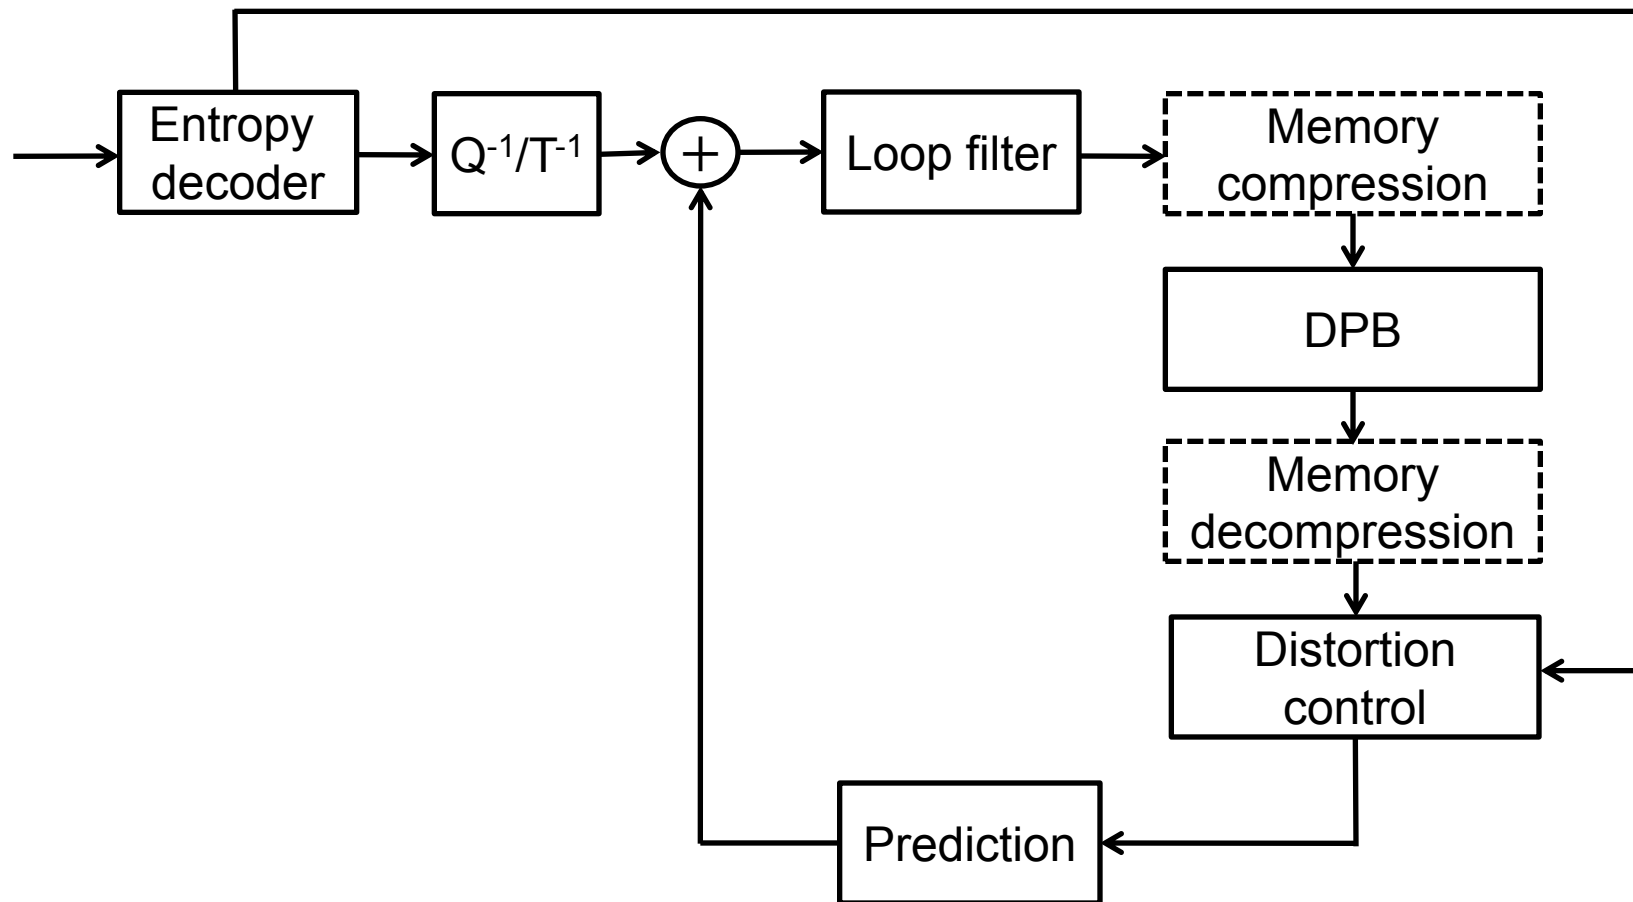 Entropy
decoder
Q⁻¹/T⁻¹
+
Loop filter
Memory
compression
DPB
Memory
decompression
Distortion
control
Prediction